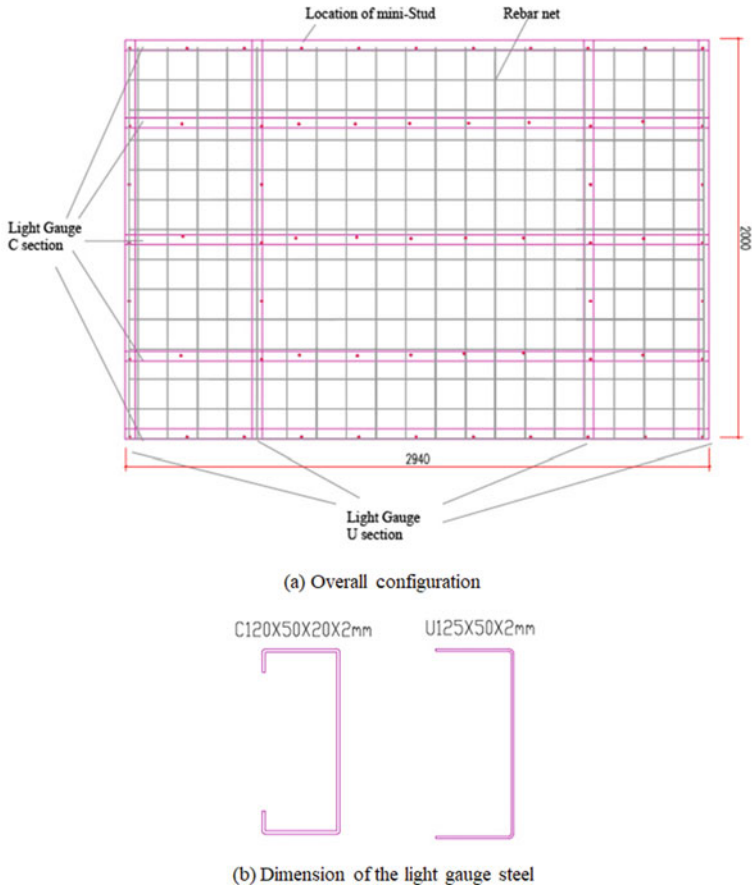 Location of mini-Stud
Rebar net
Light Gauge
C section
2000
2940
Light Gauge
U section
(a) Overall configuration
C120X50X20X2mm
U125X50X2mm
(b) Dimension of the light gauge steel